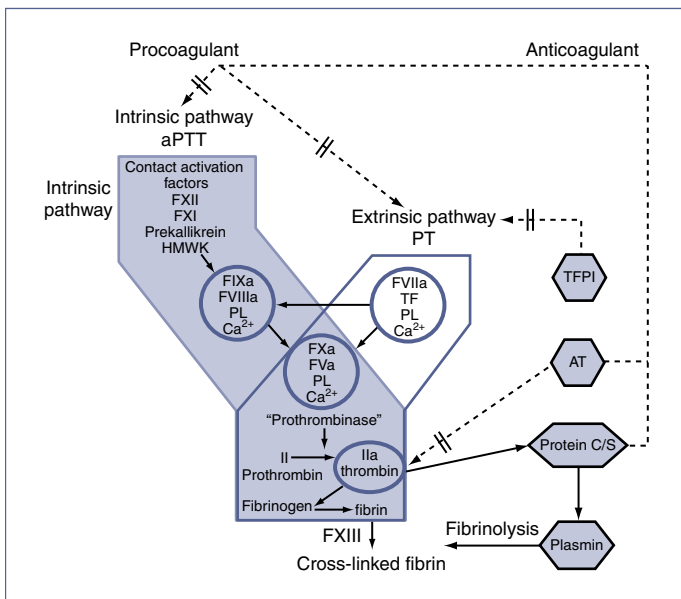 Procoagulant
Anticoagulant
Intrinsic pathway
aPTT
Intrinsic
pathway
Contact activation
factors
FXII
FXI
Prekallikrein
HMWK
Extrinsic pathway
PT
TFPI
FIXa
FVIIIa
PL
Ca²⁺
FVIIa
TF
PL
Ca²⁺
FXa
FVa
PL
Ca²⁺
AT
“Prothrombinase”
II
Prothrombin
IIa
thrombin
Protein C/S
Fibrinogen
fibrin
FXIII
Cross-linked fibrin
Fibrinolysis
Plasmin